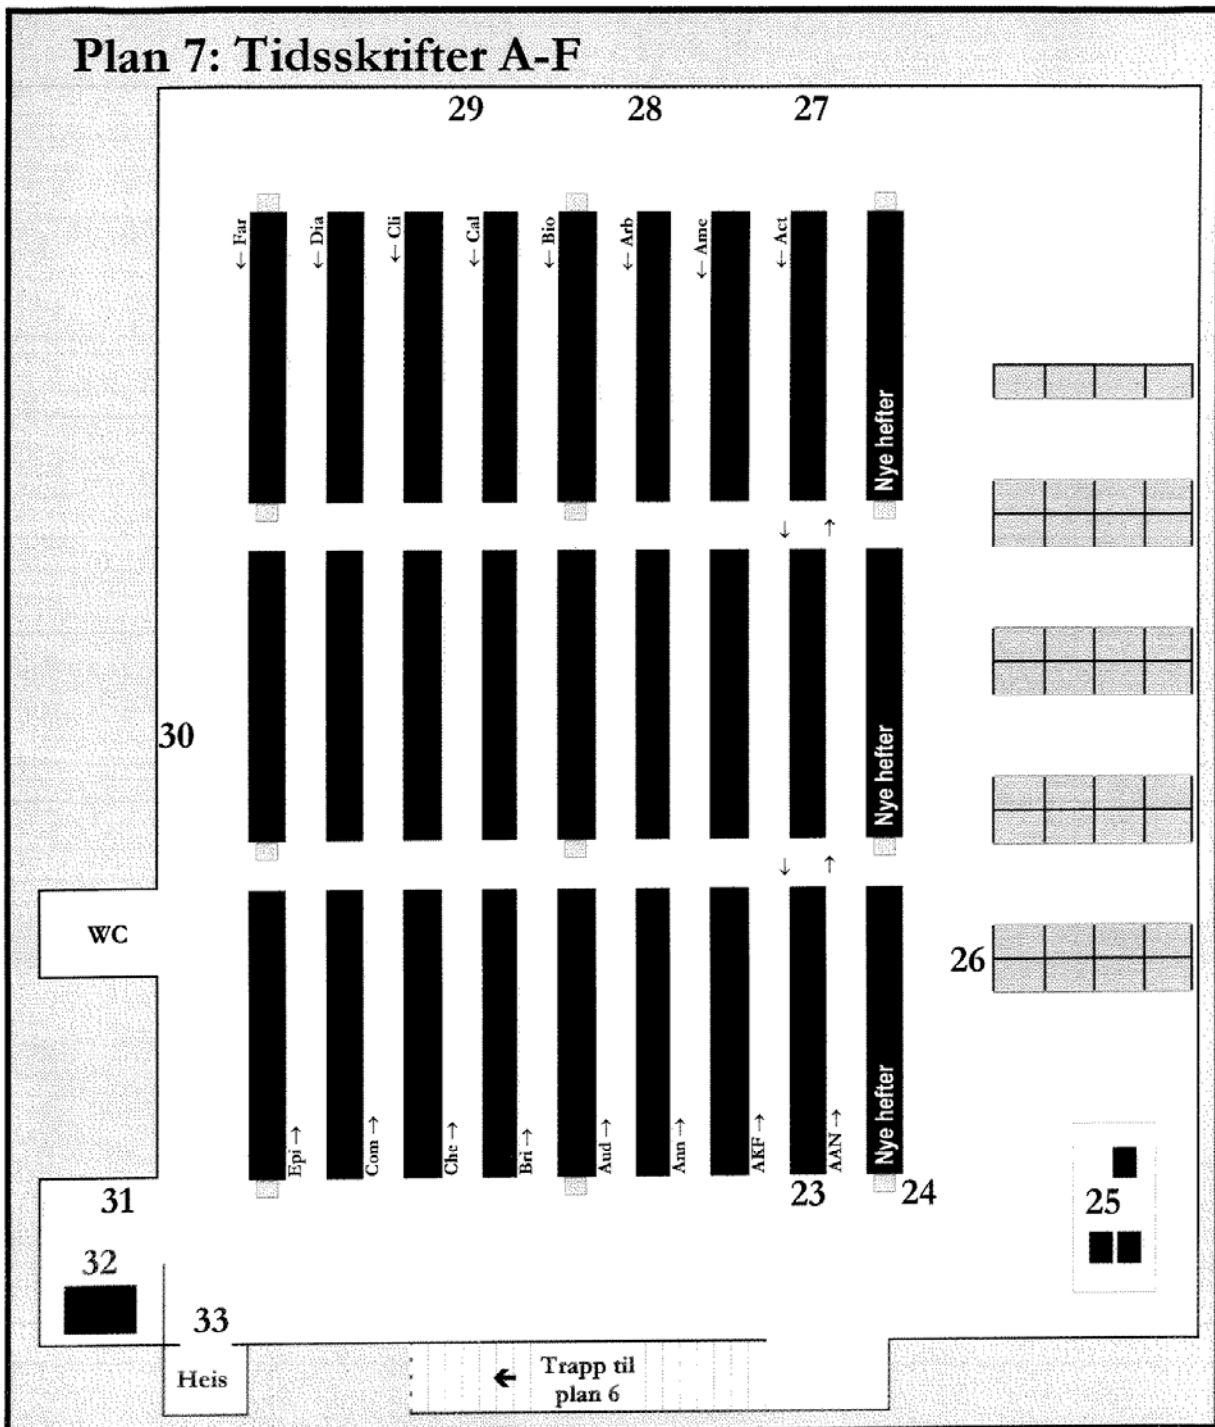 Plan 7: Tidsskrifter A-F
29 28 27
← Far
← Dia
← Cli
← Cal
← Bio
← Arb
← Ame
← Act
Nye hefter
↓ ↑
30
Nye hefter
↓ ↑
WC
26
Epi →
Com →
Che →
Bri →
Aud →
Ann →
AKF →
AAN →
Nye hefter
31
23
24
25
32
33
Heis
← Trapp til
plan 6